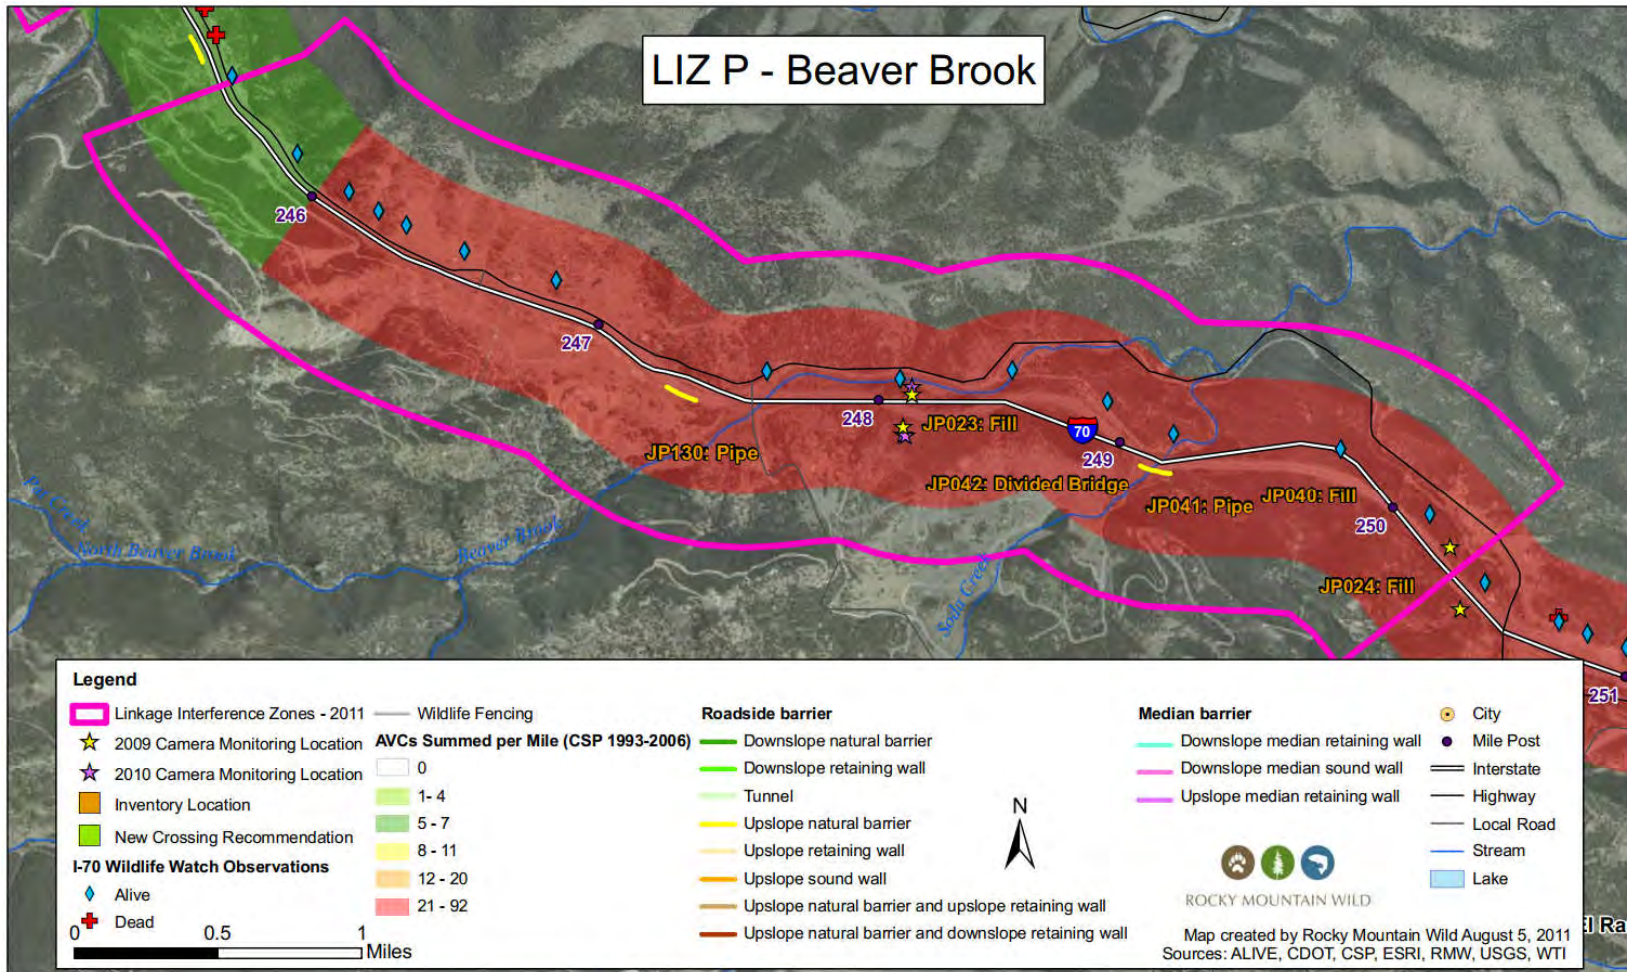 LIZ P - Beaver Brook
246
247
248
JP023: Fill
70
249
JP130: Pipe
JP042: Divided Bridge
JP041: Pipe
JP040: Fill
250
Pat Creek
North Beaver Brook
Beaver Brook
Soda Creek
JP024: Fill
251
Legend
Linkage Interference Zones - 2011
2009 Camera Monitoring Location
2010 Camera Monitoring Location
Inventory Location
New Crossing Recommendation
I-70 Wildlife Watch Observations
Alive
Dead
0 0.5 1
Miles
Wildlife Fencing
AVCs Summed per Mile (CSP 1993-2006)
0
1- 4
5 - 7
8 - 11
12 - 20
21 - 92
Roadside barrier
Downslope natural barrier
Downslope retaining wall
Tunnel
Upslope natural barrier
Upslope retaining wall
Upslope sound wall
Upslope natural barrier and upslope retaining wall
Upslope natural barrier and downslope retaining wall
N
Median barrier
Downslope median retaining wall
Downslope median sound wall
Upslope median retaining wall
City
Mile Post
Interstate
Highway
Local Road
Stream
Lake
ROCKY MOUNTAIN WILD
El Ra
Map created by Rocky Mountain Wild August 5, 2011
Sources: ALIVE, CDOT, CSP, ESRI, RMW, USGS, WTI